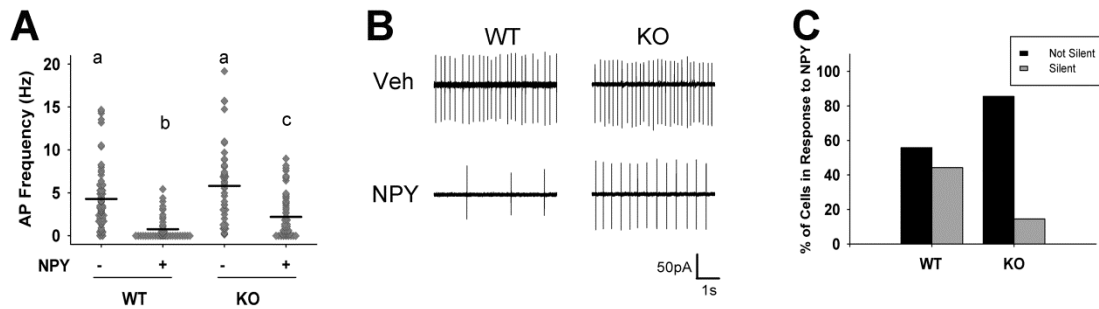 A
AP Frequency (Hz)
20
15
10
5
0
a
b
a
c
NPY
-
+
-
+
WT
KO
B
WT
KO
Veh
NPY
50pA
1s
C
% of Cells in Response to NPY
100
80
60
40
20
0
Not Silent
Silent
WT
KO